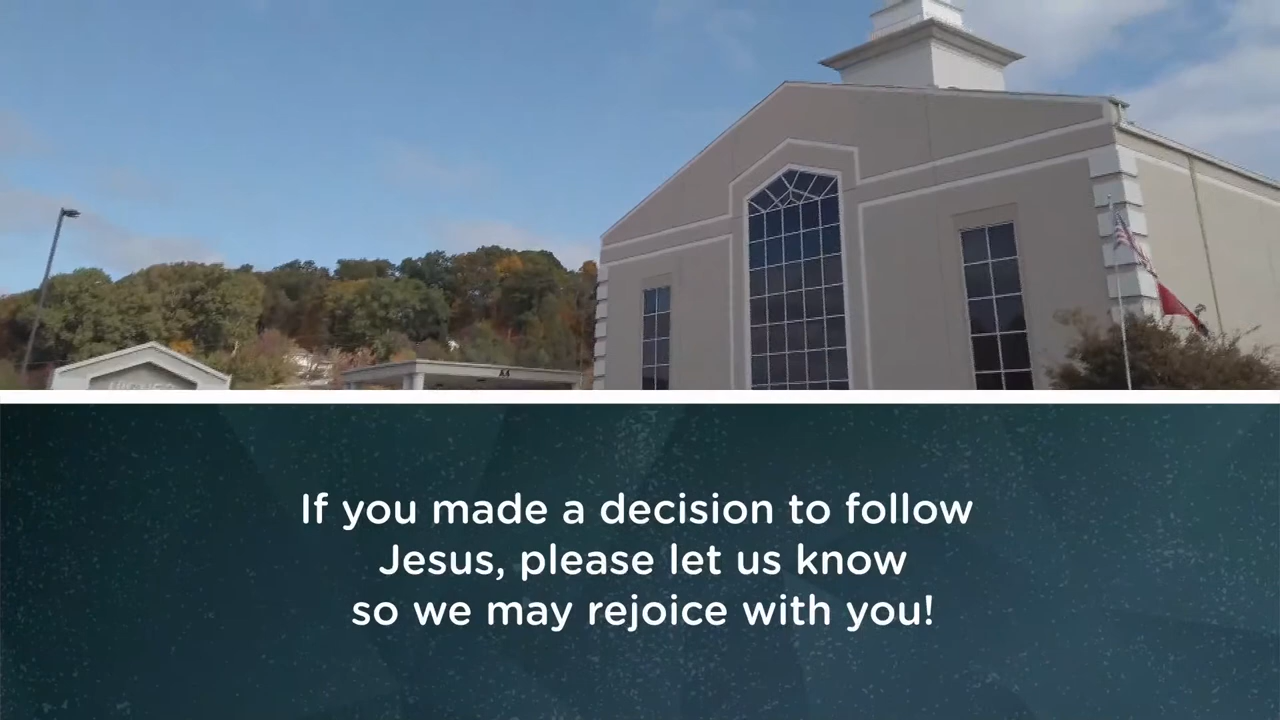 If you made a decision to follow
Jesus, please let us know
so we may rejoice with you!